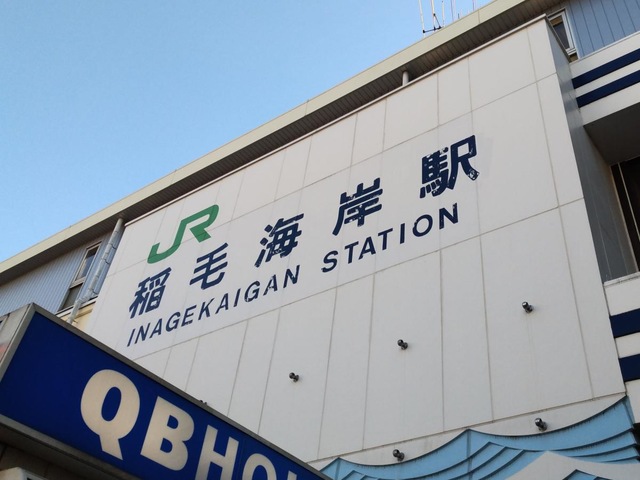 JR
稲毛海岸駅
INAGEKAIGAN STATION
QBHO